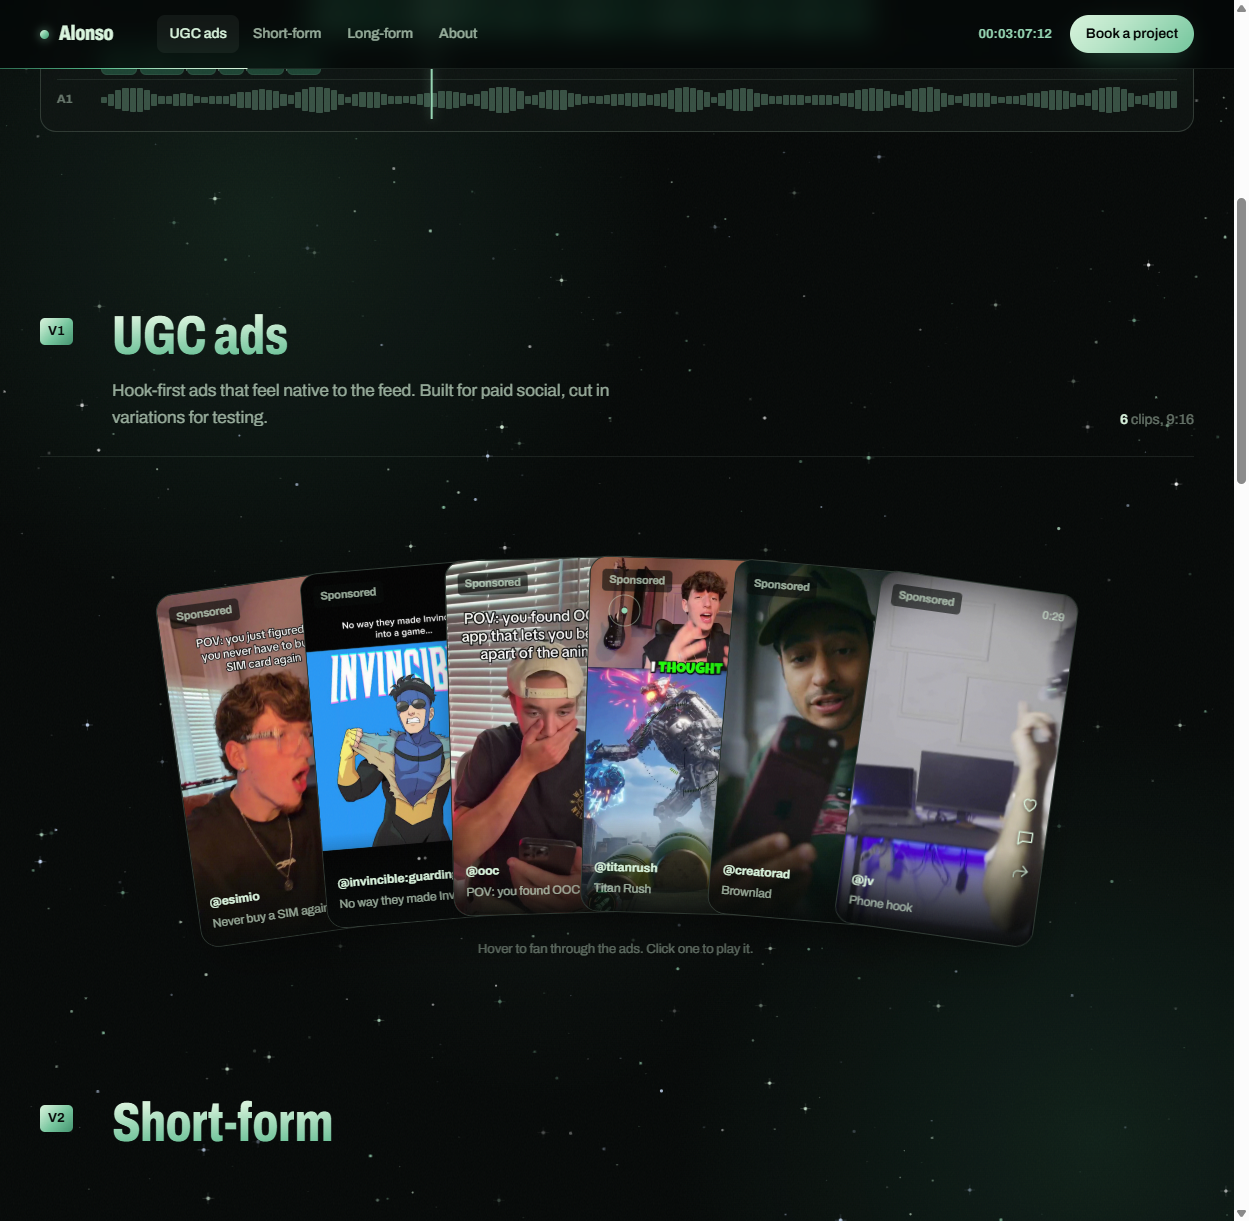 Alonso
UGC ads
Short-form
Long-form
About
00:03:07:12
Book a project
A1
V1
UGC ads
Hook-first ads that feel native to the feed. Built for paid social, cut in
variations for testing.
6 clips, 9:16
Sponsored
POV: you just figured
you never have to
SIM card again
@esimio
Never buy a SIM again
Sponsored
No way they made
into a game...
INVINCIB
@invincible:guardin
No way they made Inv
Sponsored
POV: you found
app that lets you
apart of the
@ooc
POV: you found OOC
Sponsored
I THOUGHT
@titanrush
Titan Rush
Sponsored
@creatorad
Brownlad
Sponsored
0:29
@jv
Phone hook
Hover to fan through the ads. Click one to play it.
V2
Short-form